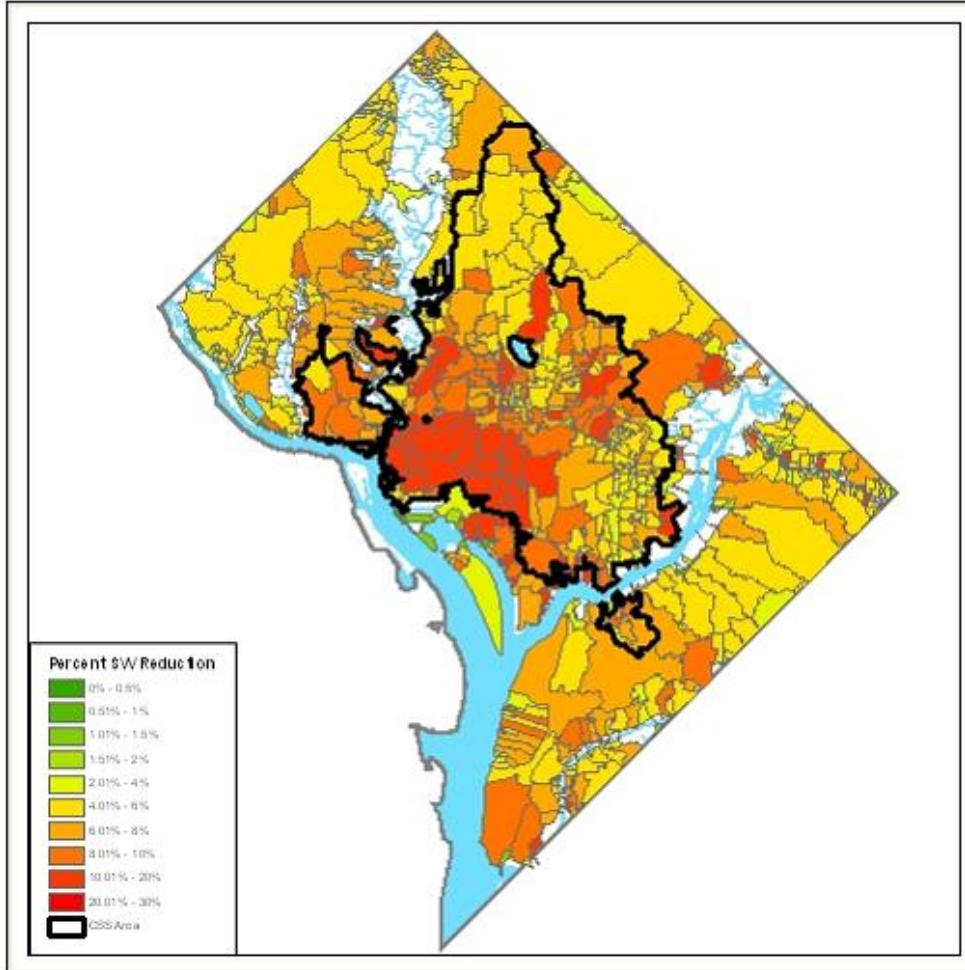 Percent SW Reduction
0% - 0.5%
0.51% - 1%
1.01% - 1.5%
1.51% - 2%
2.01% - 4%
4.01% - 6%
6.01% - 8%
8.01% - 10%
10.01% - 20%
20.01% - 30%
CSS Area